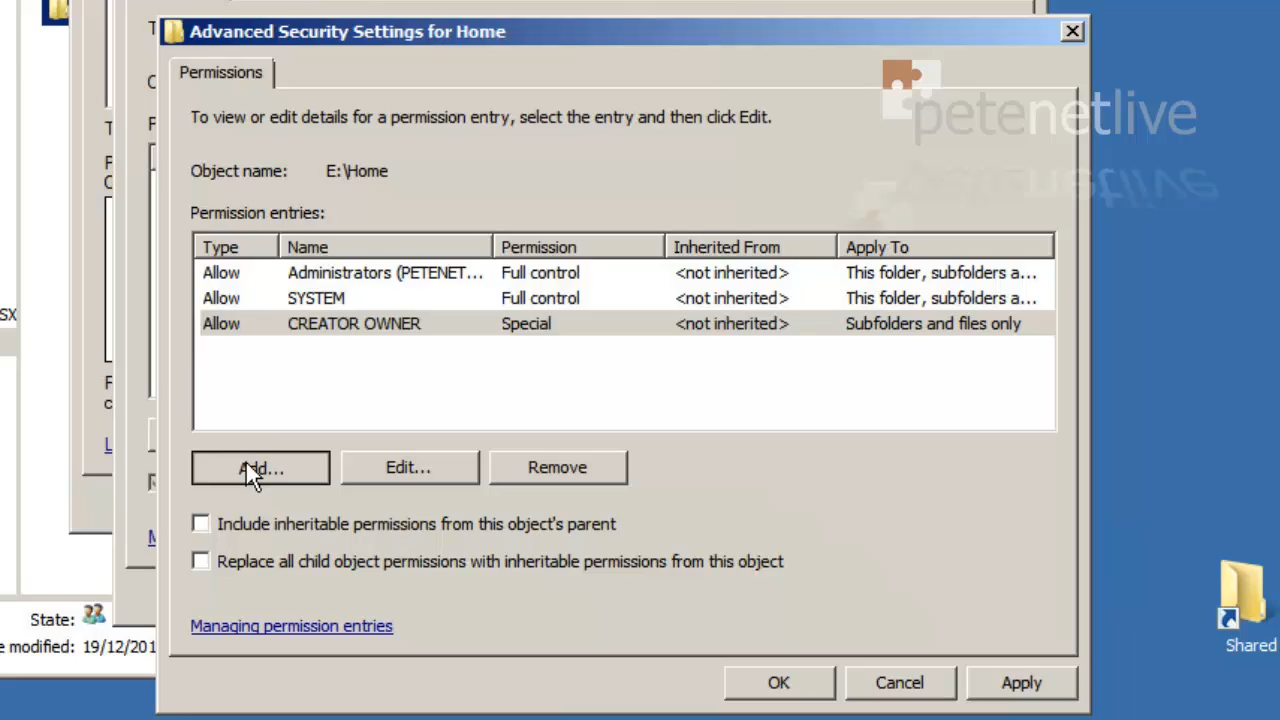 Advanced Security Settings for Home
Permissions
petenetlive
To view or edit details for a permission entry, select the entry and then click Edit.
Object name: E:\Home
Permission entries:
Type Name Permission Inherited From Apply To
Allow Administrators (PETENET... Full control <not inherited> This folder, subfolders a...
Allow SYSTEM Full control <not inherited> This folder, subfolders a...
Allow CREATOR OWNER Special <not inherited> Subfolders and files only
SX
Add... Edit... Remove
Include inheritable permissions from this object's parent
Replace all child object permissions with inheritable permissions from this object
State:
Managing permission entries
e modified: 19/12/201
Shared
OK Cancel Apply